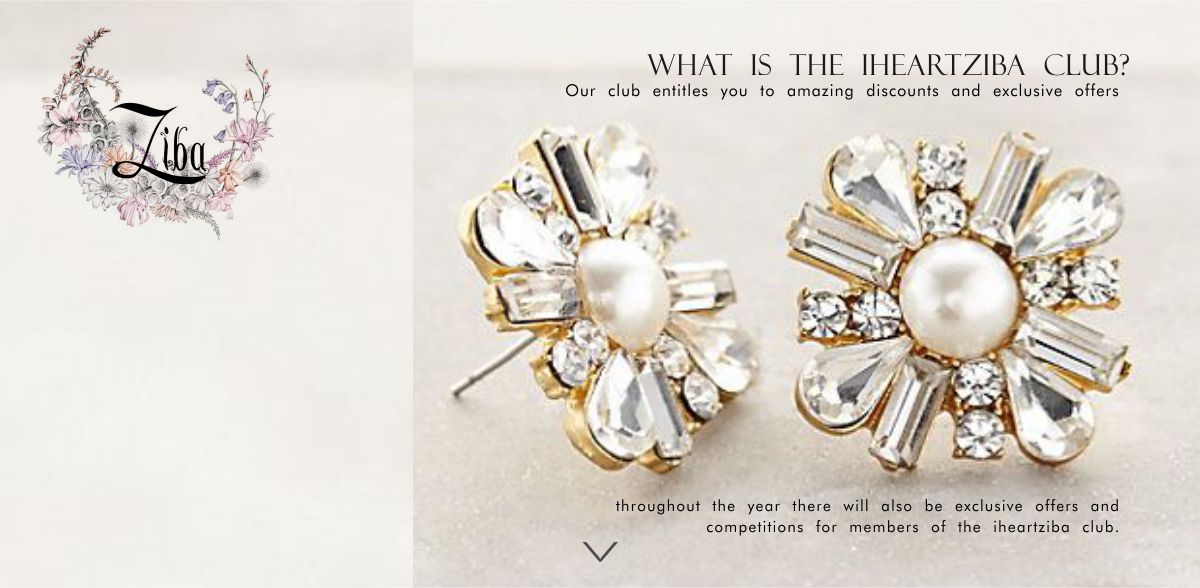 Ziba
WHAT IS THE IHEARTZIBA CLUB?
Our club entitles you to amazing discounts and exclusive offers
throughout the year there will also be exclusive offers and
competitions for members of the iheartziba club.